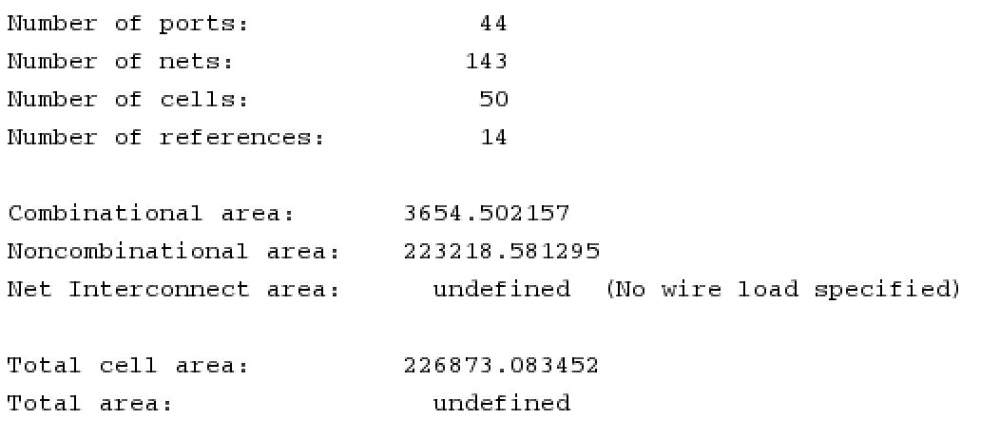 Number of ports: 44
Number of nets: 143
Number of cells: 50
Number of references: 14
Combinational area: 3654.502157
Noncombinational area: 223218.581295
Net Interconnect area: undefined (No wire load specified)
Total cell area: 226873.083452
Total area: undefined